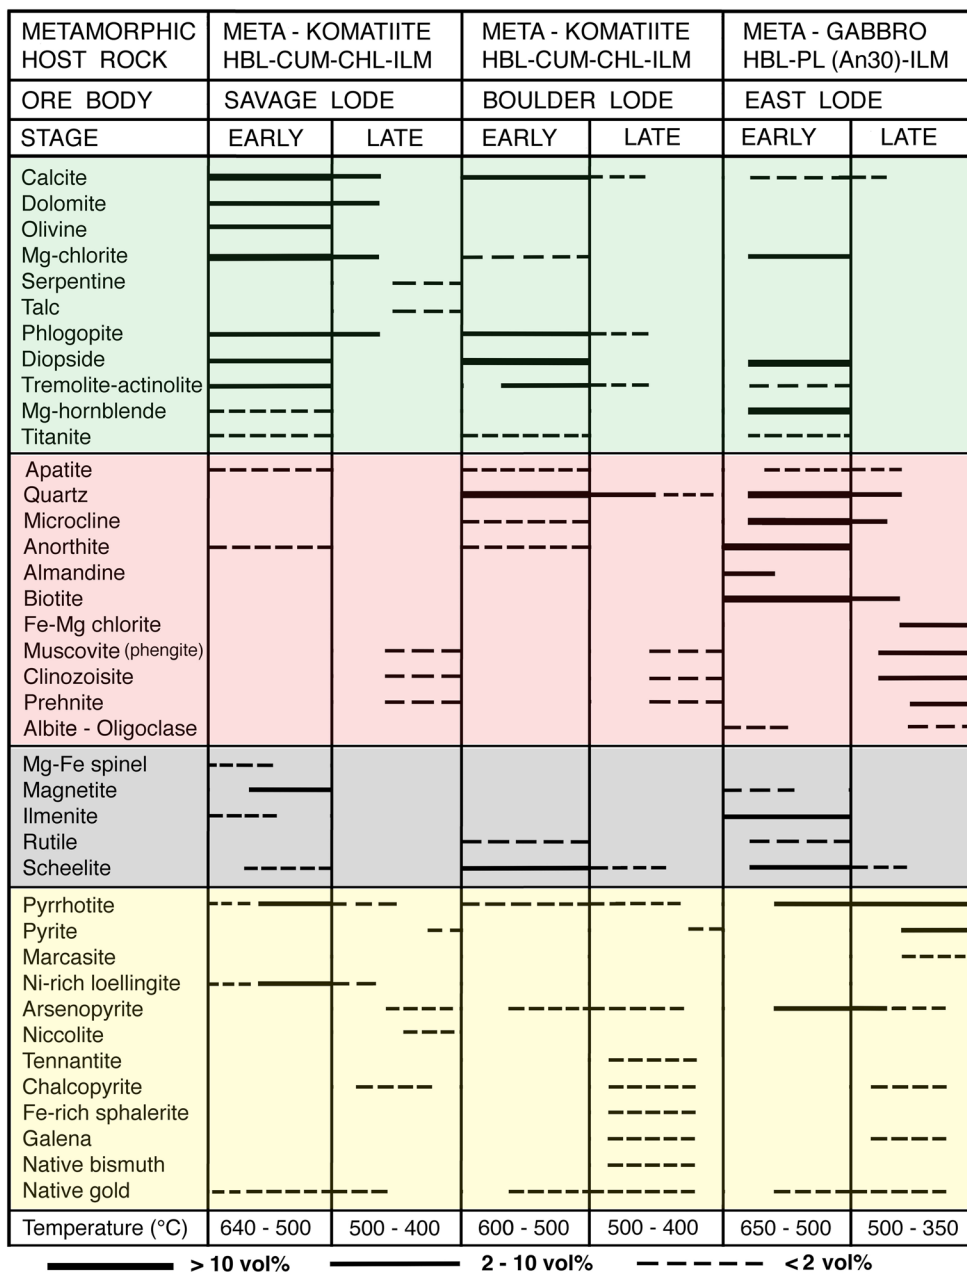 METAMORPHIC HOST ROCK
META - KOMATIITE HBL-CUM-CHL-ILM
META - KOMATIITE HBL-CUM-CHL-ILM
META - GABBRO HBL-PL (An30)-ILM
ORE BODY SAVAGE LODE BOULDER LODE EAST LODE
STAGE EARLY LATE EARLY LATE EARLY LATE
Calcite
Dolomite
Olivine
Mg-chlorite
Serpentine
Talc
Phlogopite
Diopside
Tremolite-actinolite
Mg-hornblende
Titanite
Apatite
Quartz
Microcline
Anorthite
Almandine
Biotite
Fe-Mg chlorite
Muscovite (phengite)
Clinozoisite
Prehnite
Albite - Oligoclase
Mg-Fe spinel
Magnetite
Ilmenite
Rutile
Scheelite
Pyrrhotite
Pyrite
Marcasite
Ni-rich loellingite
Arsenopyrite
Niccolite
Tennantite
Chalcopyrite
Fe-rich sphalerite
Galena
Native bismuth
Native gold
Temperature (°C) 640 - 500 500 - 400 600 - 500 500 - 400 650 - 500 500 - 350
> 10 vol% 2 - 10 vol% < 2 vol%